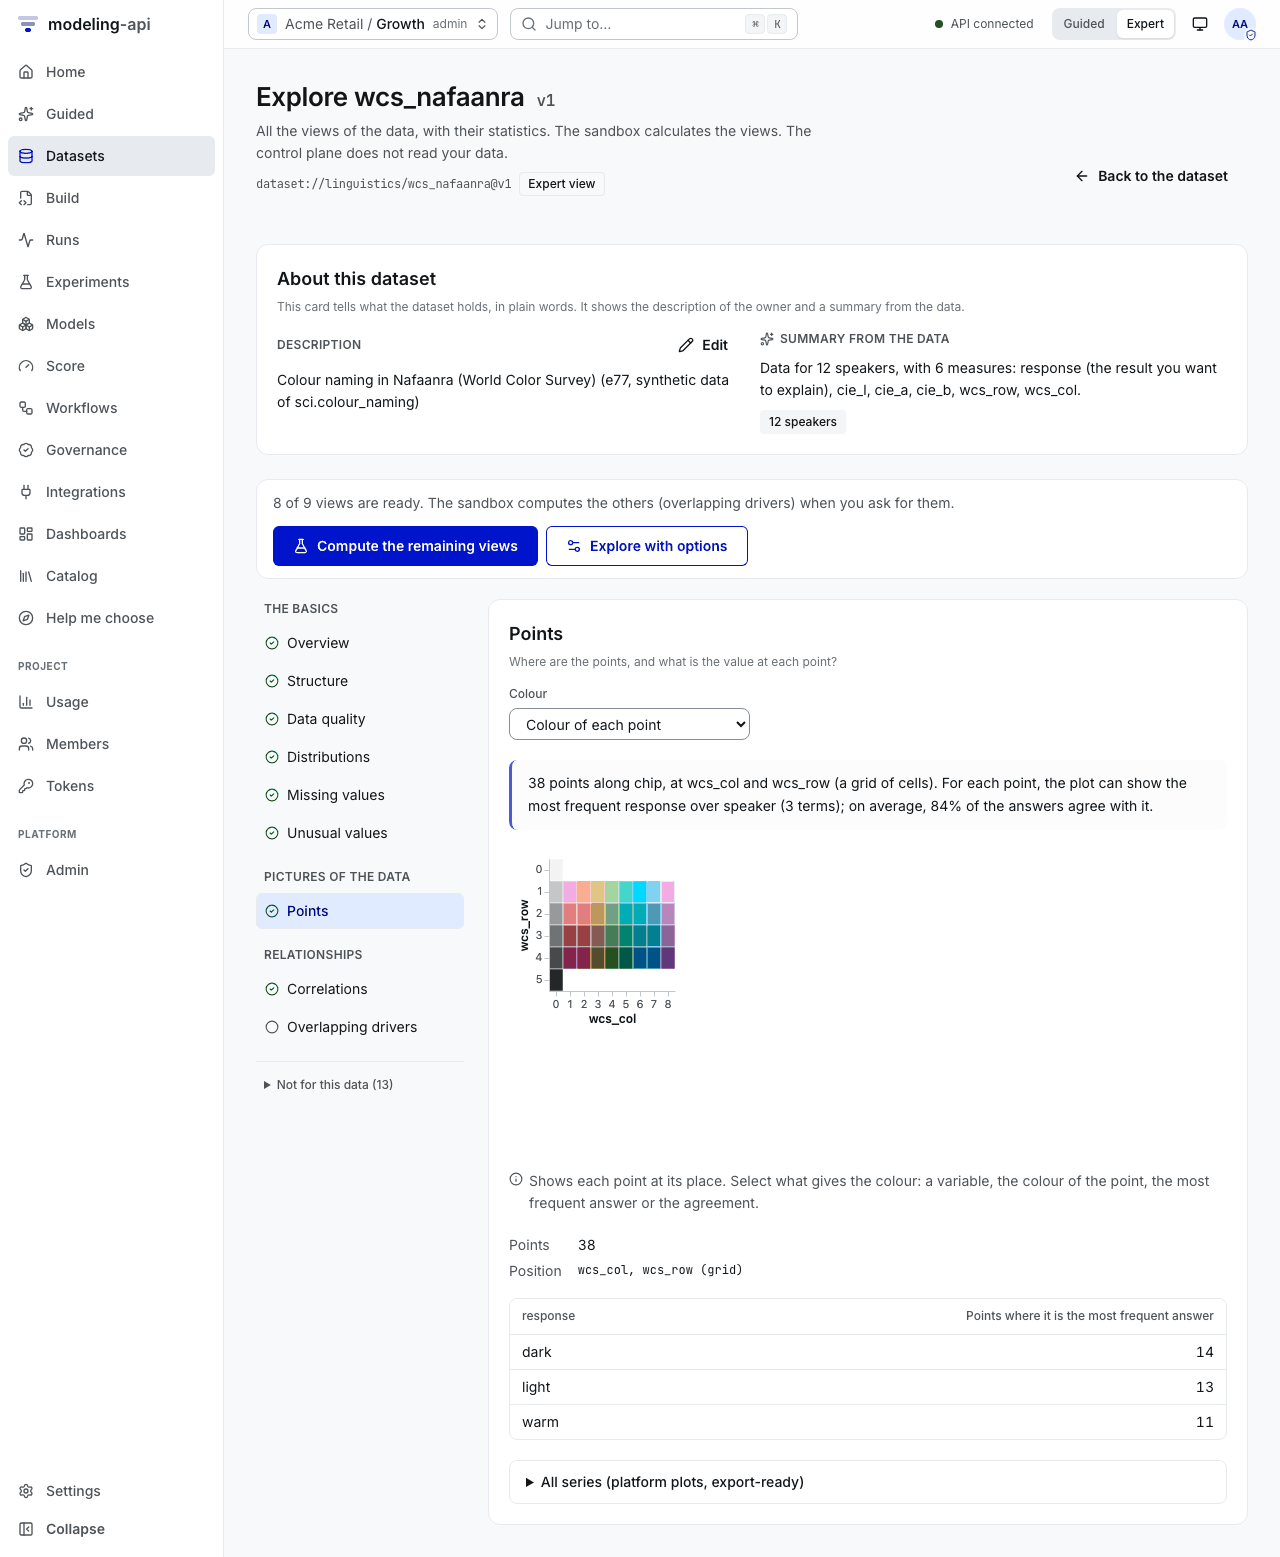 modeling-api
Acme Retail / Growth admin
Jump to...
⌘ K
API connected
Guided
Expert
AA
A
Home
Guided
Datasets
Build
Runs
Experiments
Models
Score
Workflows
Governance
Integrations
Dashboards
Catalog
Help me choose
PROJECT
Usage
Members
Tokens
PLATFORM
Admin
Settings
Collapse
Explore wcs_nafaanra v1
All the views of the data, with their statistics. The sandbox calculates the views. The
control plane does not read your data.
dataset://linguistics/wcs_nafaanra@v1
Expert view
Back to the dataset
About this dataset
This card tells what the dataset holds, in plain words. It shows the description of the owner and a summary from the data.
DESCRIPTION
Edit
Colour naming in Nafaanra (World Color Survey) (e77, synthetic data
of sci.colour_naming)
SUMMARY FROM THE DATA
Data for 12 speakers, with 6 measures: response (the result you want
to explain), cie_l, cie_a, cie_b, wcs_row, wcs_col.
12 speakers
8 of 9 views are ready. The sandbox computes the others (overlapping drivers) when you ask for them.
Compute the remaining views
Explore with options
THE BASICS
Overview
Structure
Data quality
Distributions
Missing values
Unusual values
PICTURES OF THE DATA
Points
RELATIONSHIPS
Correlations
Overlapping drivers
Not for this data (13)
Points
Where are the points, and what is the value at each point?
Colour
Colour of each point
38 points along chip, at wcs_col and wcs_row (a grid of cells). For each point, the plot can show the
most frequent response over speaker (3 terms); on average, 84% of the answers agree with it.
wcs_row
0
1
2
3
4
5
0 1 2 3 4 5 6 7 8
wcs_col
Shows each point at its place. Select what gives the colour: a variable, the colour of the point, the most
frequent answer or the agreement.
Points 38
Position wcs_col, wcs_row (grid)
response Points where it is the most frequent answer
dark 14
light 13
warm 11
All series (platform plots, export-ready)